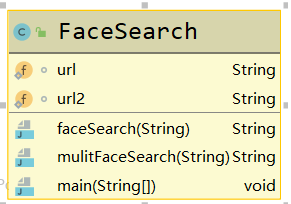 FaceSearch
url String
url2 String
faceSearch(String) String
mulitFaceSearch(String) String
main(String[]) void